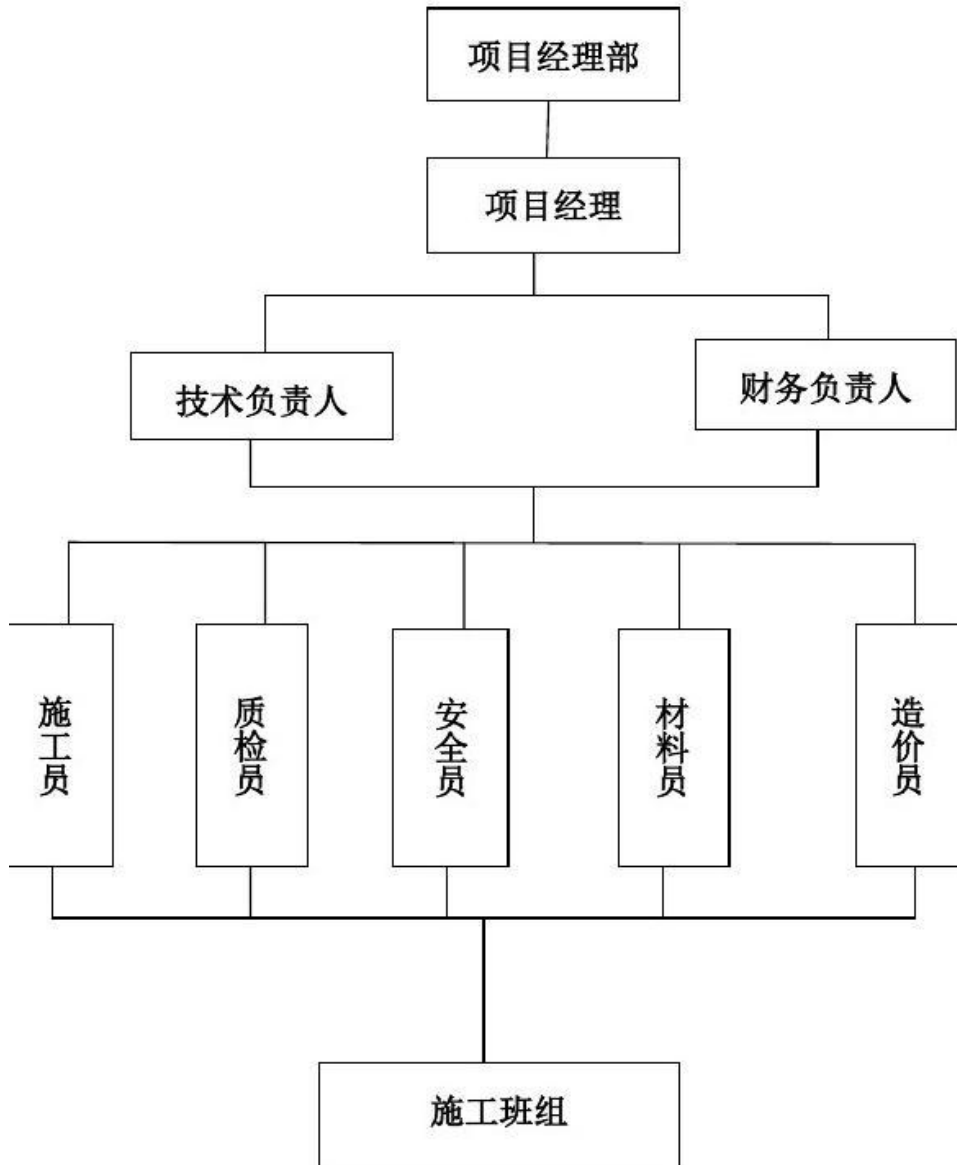 项目经理部
项目经理
技术负责人
财务负责人
施工员
质检员
安全员
材料员
造价员
施工班组